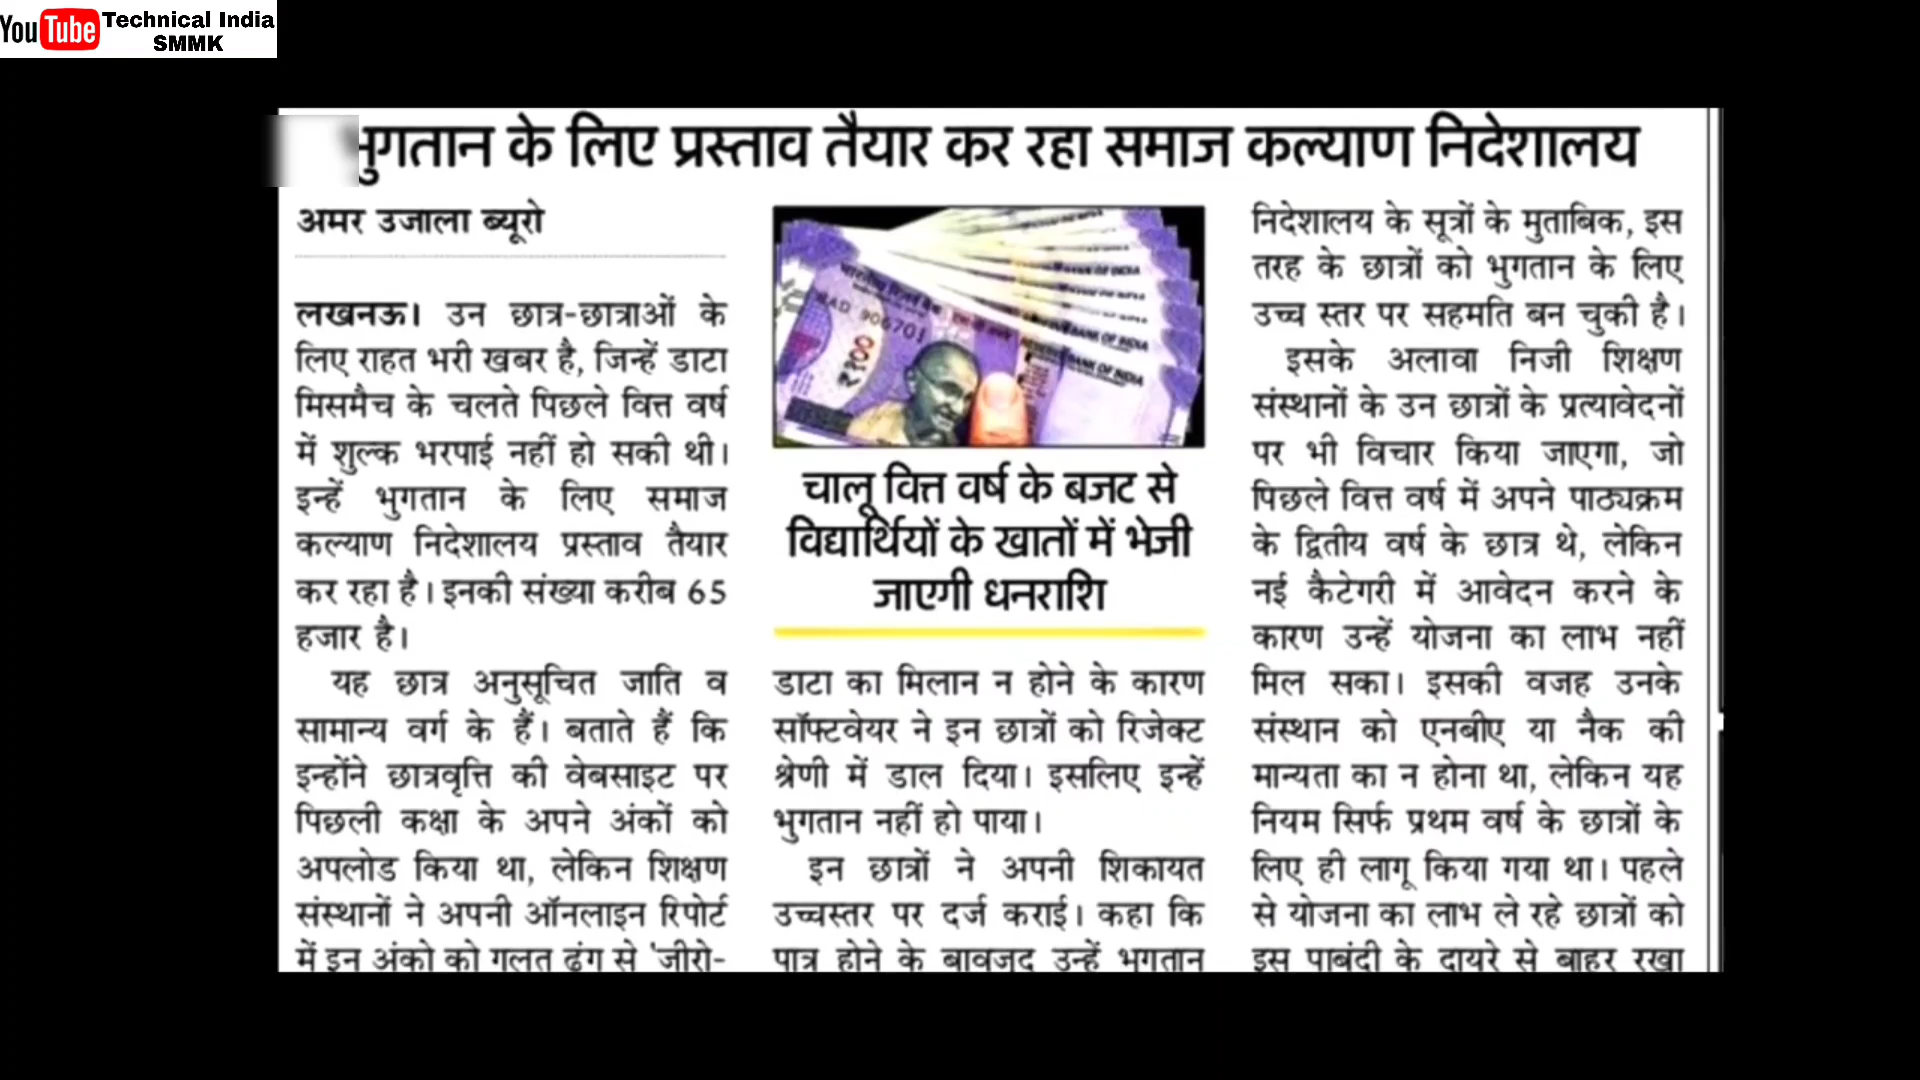 YouTube Technical India
SMMK
भुगतान के लिए प्रस्ताव तैयार कर रहा समाज कल्याण निदेशालय
अमर उजाला ब्यूरो
लखनऊ। उन छात्र-छात्राओं के
लिए राहत भरी खबर है, जिन्हें डाटा
मिसमैच के चलते पिछले वित्त वर्ष
में शुल्क भरपाई नहीं हो सकी थी।
इन्हें भुगतान के लिए समाज
कल्याण निदेशालय प्रस्ताव तैयार
कर रहा है। इनकी संख्या करीब 65
हजार है।
यह छात्र अनुसूचित जाति व
सामान्य वर्ग के हैं। बताते हैं कि
इन्होंने छात्रवृत्ति की वेबसाइट पर
पिछली कक्षा के अपने अंकों को
अपलोड किया था, लेकिन शिक्षण
संस्थानों ने अपनी ऑनलाइन रिपोर्ट
में इन अंको को गलत ढंग से 'जीरो-
चालू वित्त वर्ष के बजट से
विद्यार्थियों के खातों में भेजी
जाएगी धनराशि
डाटा का मिलान न होने के कारण
सॉफ्टवेयर ने इन छात्रों को रिजेक्ट
श्रेणी में डाल दिया। इसलिए इन्हें
भुगतान नहीं हो पाया।
इन छात्रों ने अपनी शिकायत
उच्चस्तर पर दर्ज कराई। कहा कि
पात्र होने के बावजूद उन्हें भुगतान
निदेशालय के सूत्रों के मुताबिक, इस
तरह के छात्रों को भुगतान के लिए
उच्च स्तर पर सहमति बन चुकी है।
इसके अलावा निजी शिक्षण
संस्थानों के उन छात्रों के प्रत्यावेदनों
पर भी विचार किया जाएगा, जो
पिछले वित्त वर्ष में अपने पाठ्यक्रम
के द्वितीय वर्ष के छात्र थे, लेकिन
नई कैटेगरी में आवेदन करने के
कारण उन्हें योजना का लाभ नहीं
मिल सका। इसकी वजह उनके
संस्थान को एनबीए या नैक की
मान्यता का न होना था, लेकिन यह
नियम सिर्फ प्रथम वर्ष के छात्रों के
लिए ही लागू किया गया था। पहले
से योजना का लाभ ले रहे छात्रों को
इस पाबंदी के दायरे से बाहर रखा